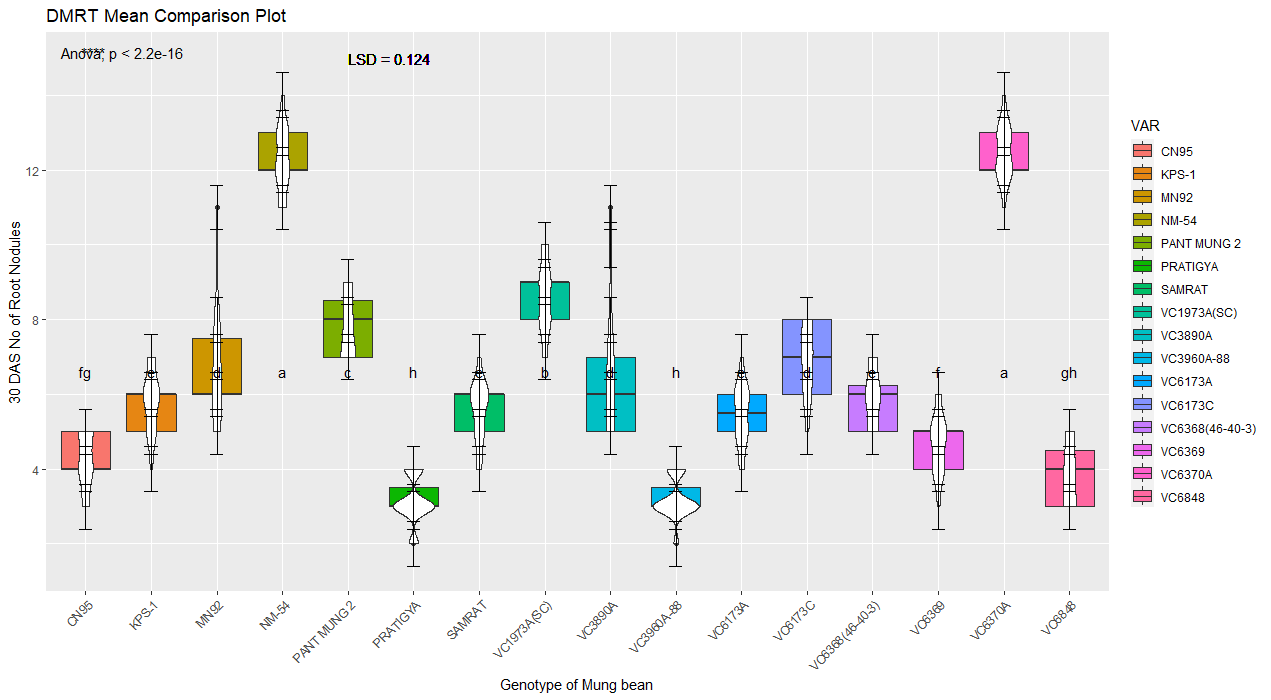 DMRT Mean Comparison Plot
Anova, p < 2.2e-16
****
LSD = 0.124
30 DAS No of Root Nodules
12
8
4
fg e d a c h e b d h e d e f a gh
CN95 KPS-1 MN92 NM-54 PANT MUNG 2 PRATIGYA SAMRAT VC1973A(SC) VC3890A VC3960A-88 VC6173A VC6173C VC6368(46-40-3) VC6369 VC6370A VC6848
Genotype of Mung bean
VAR
CN95
KPS-1
MN92
NM-54
PANT MUNG 2
PRATIGYA
SAMRAT
VC1973A(SC)
VC3890A
VC3960A-88
VC6173A
VC6173C
VC6368(46-40-3)
VC6369
VC6370A
VC6848